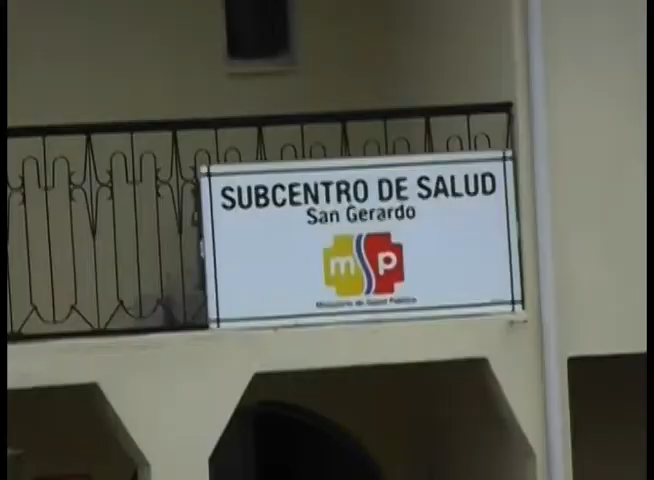 SUBCENTRO DE SALUD
San Gerardo
msp
Ministerio de Salud Pública